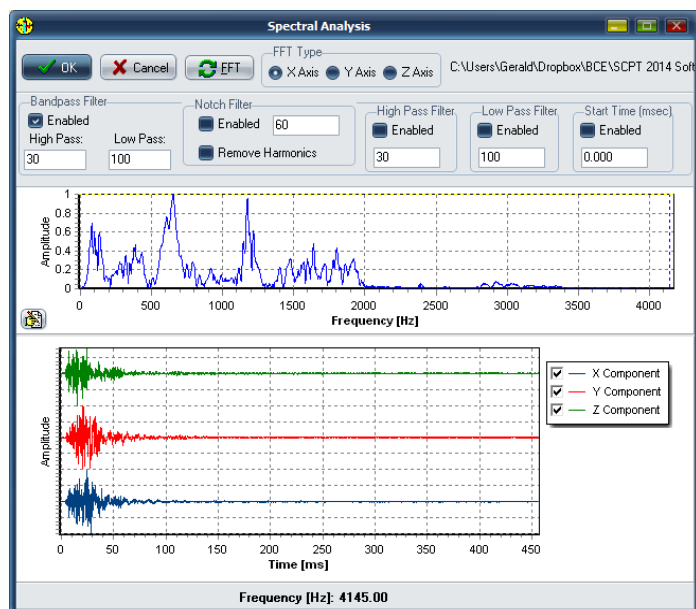 Spectral Analysis
OK
Cancel
FFT
FFT Type
X Axis
Y Axis
Z Axis
C:\Users\Gerald\Dropbox\BCE\SCPT 2014 Soft
Bandpass Filter
Enabled
High Pass:
Low Pass:
30
100
Notch Filter
Enabled
60
Remove Harmonics
High Pass Filter
Enabled
30
Low Pass Filter
Enabled
100
Start Time (msec)
Enabled
0.000
Amplitude
1
0.8
0.6
0.4
0.2
0
0 500 1000 1500 2000 2500 3000 3500 4000
Frequency [Hz]
Amplitude
X Component
Y Component
Z Component
0 50 100 150 200 250 300 350 400 450
Time [ms]
Frequency [Hz]: 4145.00